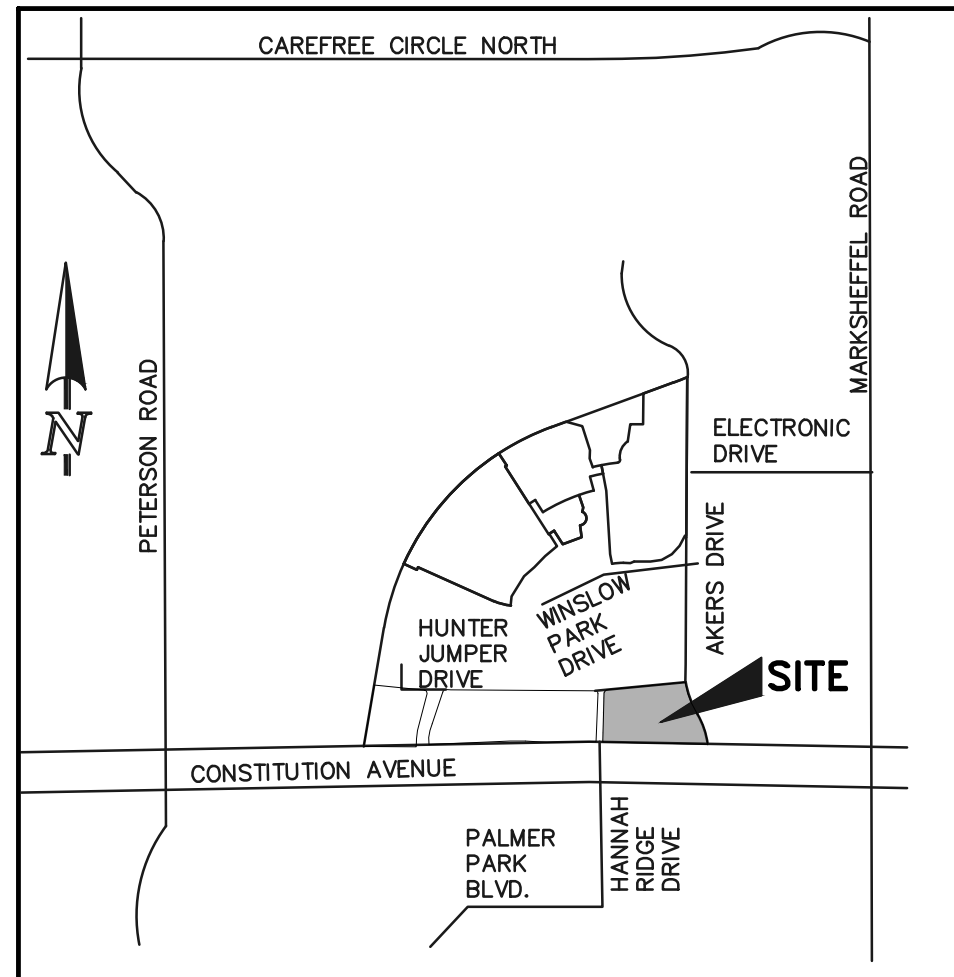 CAREFREE CIRCLE NORTH
MARKSHEFFEL ROAD
PETERSON ROAD
N
ELECTRONIC
DRIVE
AKERS DRIVE
WINSLOW
PARK
DRIVE
HUNTER
JUMPER
DRIVE
SITE
CONSTITUTION AVENUE
PALMER
PARK
BLVD.
HANNAH
RIDGE
DRIVE